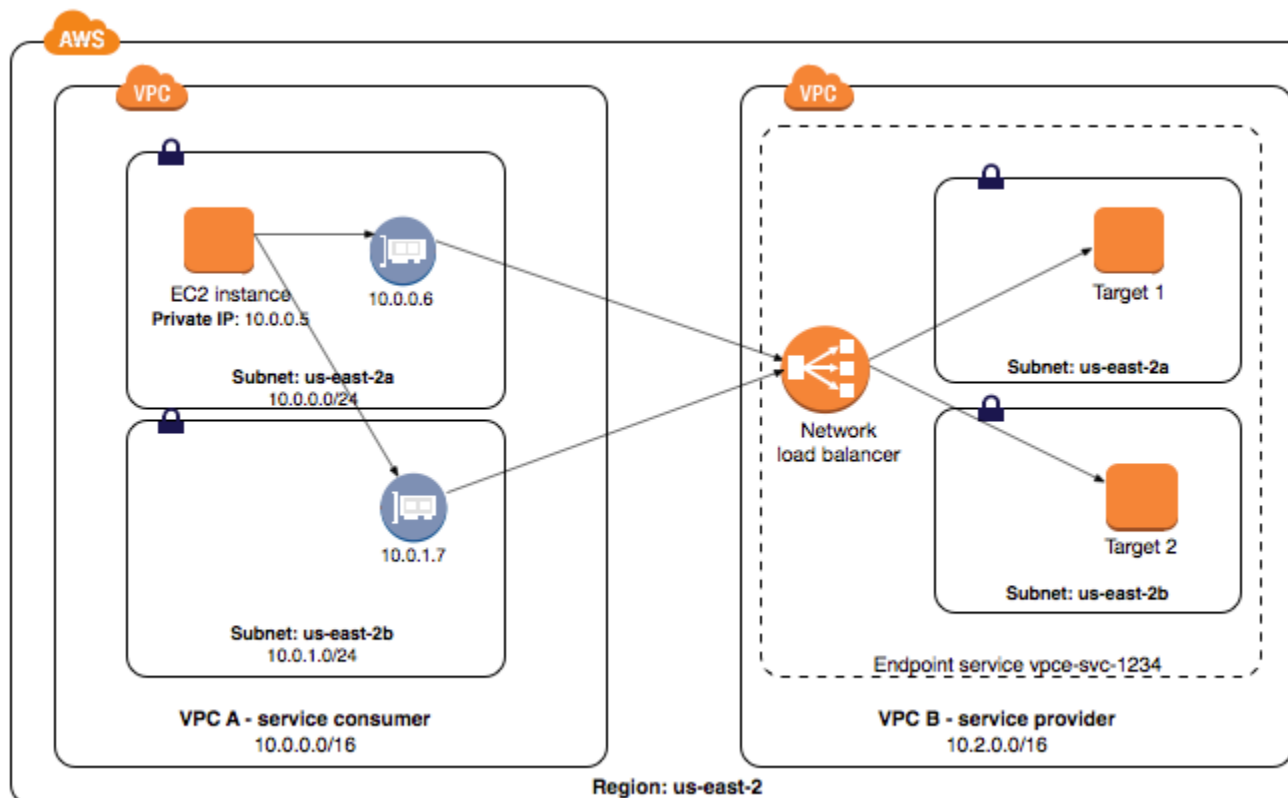 AWS
VPC
VPC
EC2 instance
Private IP: 10.0.0.5
10.0.0.6
Subnet: us-east-2a
10.0.0.0/24
10.0.1.7
Subnet: us-east-2b
10.0.1.0/24
VPC A - service consumer
10.0.0.0/16
Network
load balancer
Target 1
Subnet: us-east-2a
Target 2
Subnet: us-east-2b
Endpoint service vpce-svc-1234
VPC B - service provider
10.2.0.0/16
Region: us-east-2